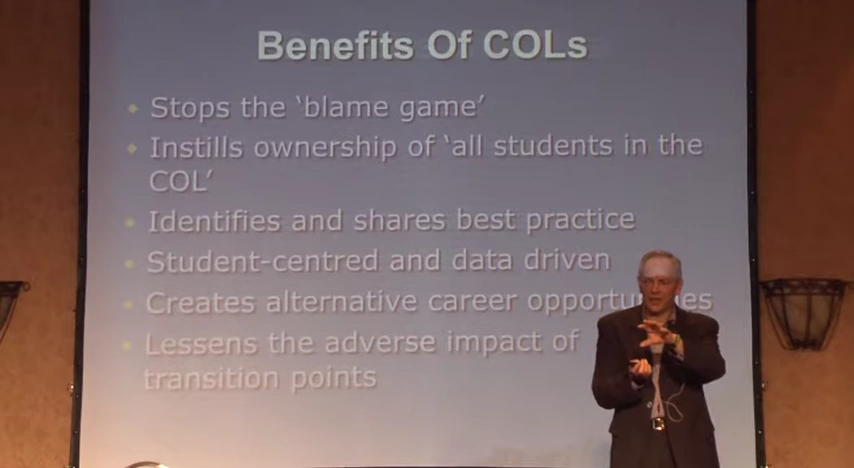 Benefits Of COLs
Stops the ‘blame game’
Instills ownership of ‘all students in the
COL’
Identifies and shares best practice
Student-centred and data driven
Creates alternative career
Lessens the adverse impact of
transition points